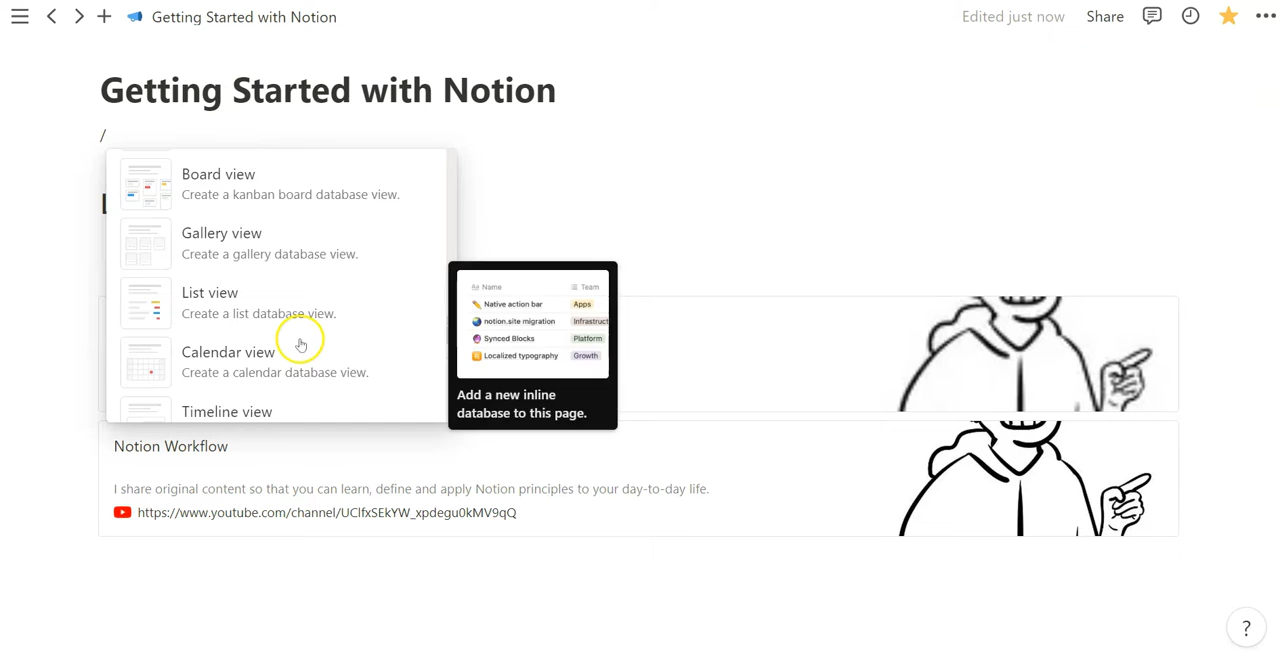 Getting Started with Notion
Edited just now
Share
Getting Started with Notion
/
Board view
Create a kanban board database view.
Gallery view
Create a gallery database view.
List view
Create a list database view.
Calendar view
Create a calendar database view.
Timeline view
Aa Name Team
Native action bar Apps
notion.site migration Infrastruct
Synced Blocks Platform
Localized typography Growth
Add a new inline
database to this page.
Notion Workflow
I share original content so that you can learn, define and apply Notion principles to your day-to-day life.
https://www.youtube.com/channel/UClfxSEkYW_xpdegu0kMV9qQ
?